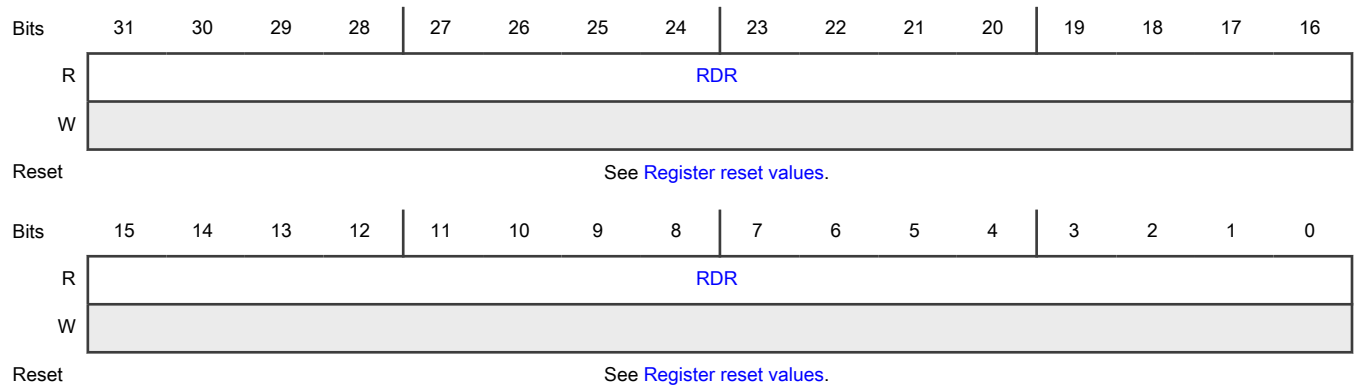 Bits 31 30 29 28 27 26 25 24 23 22 21 20 19 18 17 16
R RDR
W
Reset See Register reset values.
Bits 15 14 13 12 11 10 9 8 7 6 5 4 3 2 1 0
R RDR
W
Reset See Register reset values.